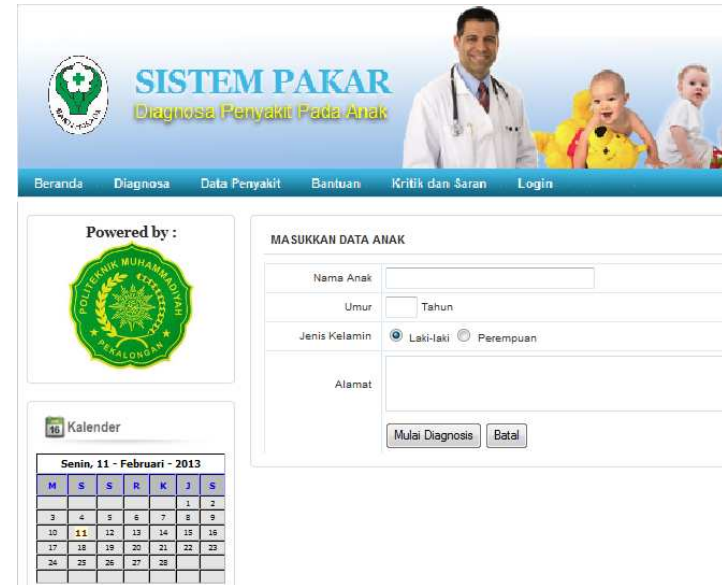 SISTEM PAKAR
Diagnosa Penyakit Pada Anak
Beranda Diagnosa Data Penyakit Bantuan Kritik dan Saran Login
Powered by :
POLITEKNIK MUHAMMADIYAH
PEKALONGAN
MASUKKAN DATA ANAK
Nama Anak
Umur Tahun
Jenis Kelamin Laki-laki Perempuan
Alamat
Mulai Diagnosis Batal
16 Kalender
Senin, 11 - Februari - 2013
M S S R K J S
1 2
3 4 5 6 7 8 9
10 11 12 13 14 15 16
17 18 19 20 21 22 23
24 25 26 27 28